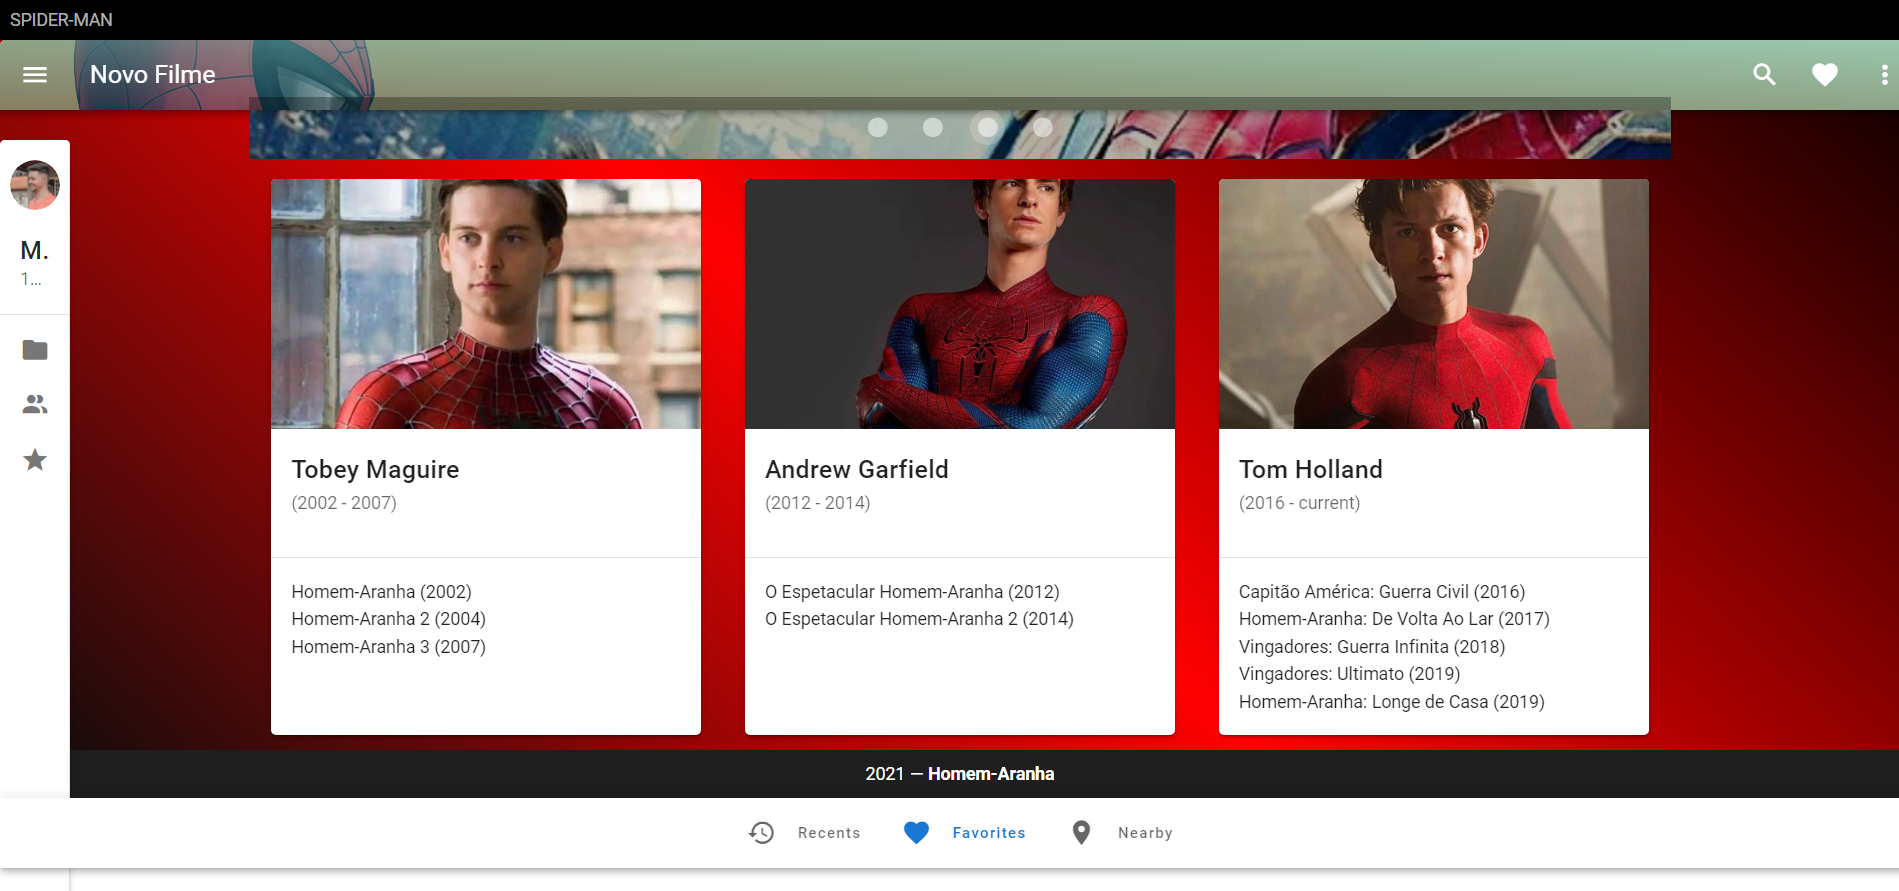 SPIDER-MAN
Novo Filme
M.
1...
Tobey Maguire
(2002 - 2007)
Homem-Aranha (2002)
Homem-Aranha 2 (2004)
Homem-Aranha 3 (2007)
Andrew Garfield
(2012 - 2014)
O Espetacular Homem-Aranha (2012)
O Espetacular Homem-Aranha 2 (2014)
Tom Holland
(2016 - current)
Capitão América: Guerra Civil (2016)
Homem-Aranha: De Volta Ao Lar (2017)
Vingadores: Guerra Infinita (2018)
Vingadores: Ultimato (2019)
Homem-Aranha: Longe de Casa (2019)
2021 — Homem-Aranha
Recents
Favorites
Nearby